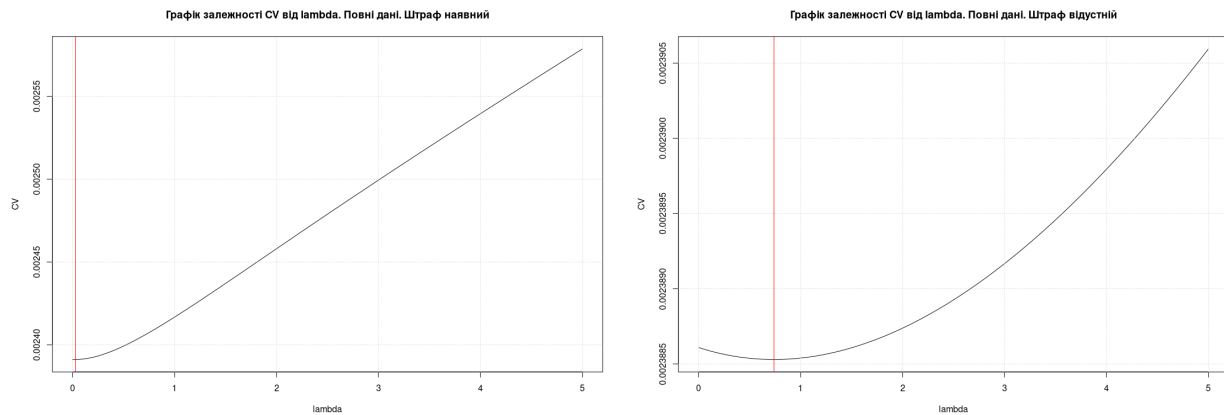 Графік залежності CV від lambda. Повні дані. Штраф наявний
CV
0.00255
0.00250
0.00245
0.00240
0 1 2 3 4 5
lambda
Графік залежності CV від lambda. Повні дані. Штраф відустній
CV
0.0023905
0.0023900
0.0023895
0.0023890
0.0023885
0 1 2 3 4 5
lambda